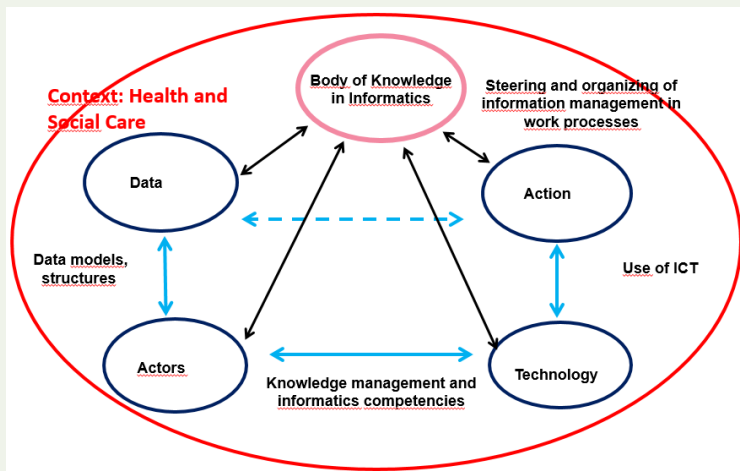 Body of Knowledge
in Informatics
Context: Health and
Social Care
Steering and organizing of
information management in
work processes
Data
Action
Data models,
structures
Use of ICT
Actors
Technology
Knowledge management and
informatics competencies